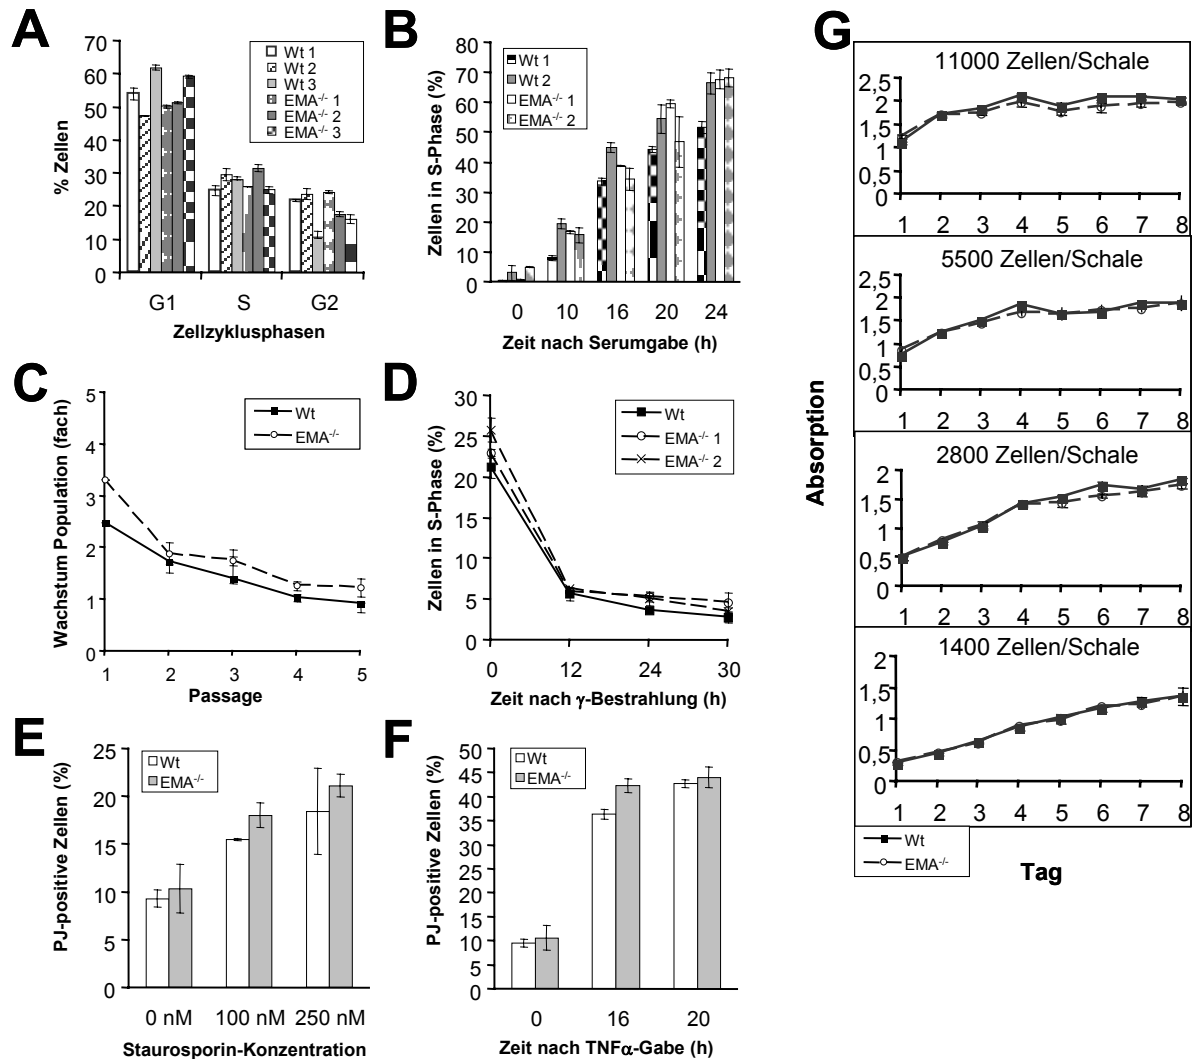 A
% Zellen
70
60
50
40
30
20
10
0
Wt 1
Wt 2
Wt 3
EMA-/- 1
EMA-/- 2
EMA-/- 3
G1 S G2
Zellzyklusphasen
B
Zellen in S-Phase (%)
80
70
60
50
40
30
20
10
0
Wt 1
Wt 2
EMA-/- 1
EMA-/- 2
0 10 16 20 24
Zeit nach Serumgabe (h)
C
Wachstum Population (fach)
5
4
3
2
1
0
Wt
EMA-/-
1 2 3 4 5
Passage
D
Zellen in S-Phase (%)
30
25
20
15
10
5
0
Wt
EMA-/- 1
EMA-/- 2
0 12 24 30
Zeit nach γ-Bestrahlung (h)
E
PJ-positive Zellen (%)
25
20
15
10
5
0
Wt
EMA-/-
0 nM 100 nM 250 nM
Staurosporin-Konzentration
F
PJ-positive Zellen (%)
50
45
40
35
30
25
20
15
10
5
0
Wt
EMA-/-
0 16 20
Zeit nach TNFα-Gabe (h)
G
Absorption
11000 Zellen/Schale
2,5
2
1,5
1
0,5
0
1 2 3 4 5 6 7 8
5500 Zellen/Schale
2,5
2
1,5
1
0,5
0
1 2 3 4 5 6 7 8
2800 Zellen/Schale
2
1,5
1
0,5
0
1 2 3 4 5 6 7 8
1400 Zellen/Schale
2
1,5
1
0,5
0
1 2 3 4 5 6 7 8
Wt
EMA-/-
Tag